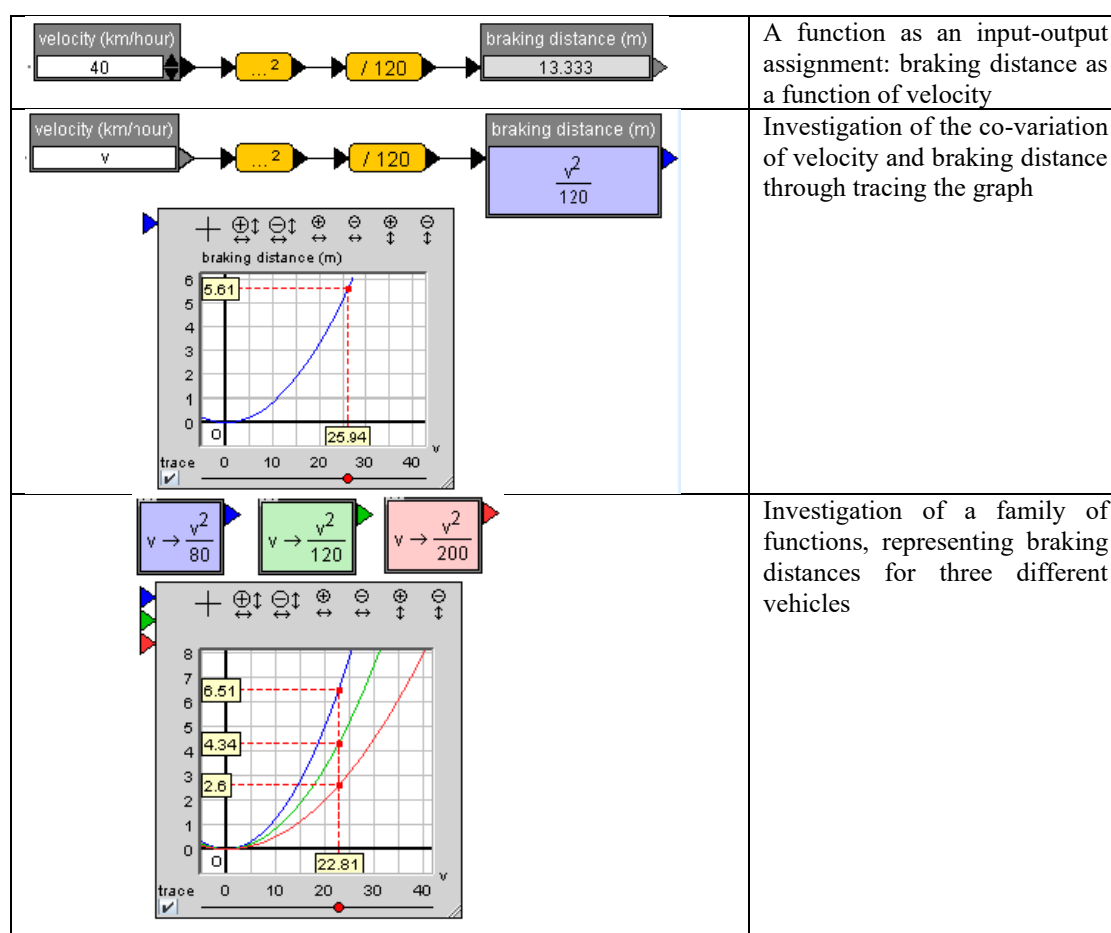 velocity (km/hour)
40
... 2
/ 120
braking distance (m)
13.333
A function as an input-output
assignment: braking distance as
a function of velocity
velocity (km/hour)
v
... 2
/ 120
braking distance (m)
v2
120
Investigation of the co-variation
of velocity and braking distance
through tracing the graph
braking distance (m)
6
5.61
5
4
3
2
1
0
O
25.94
v
trace 0 10 20 30 40
v → v2
80
v → v2
120
v → v2
200
Investigation of a family of
functions, representing braking
distances for three different
vehicles
8
7
6.51
6
5
4.34
4
3
2.6
2
1
0
O
22.81
v
trace 0 10 20 30 40